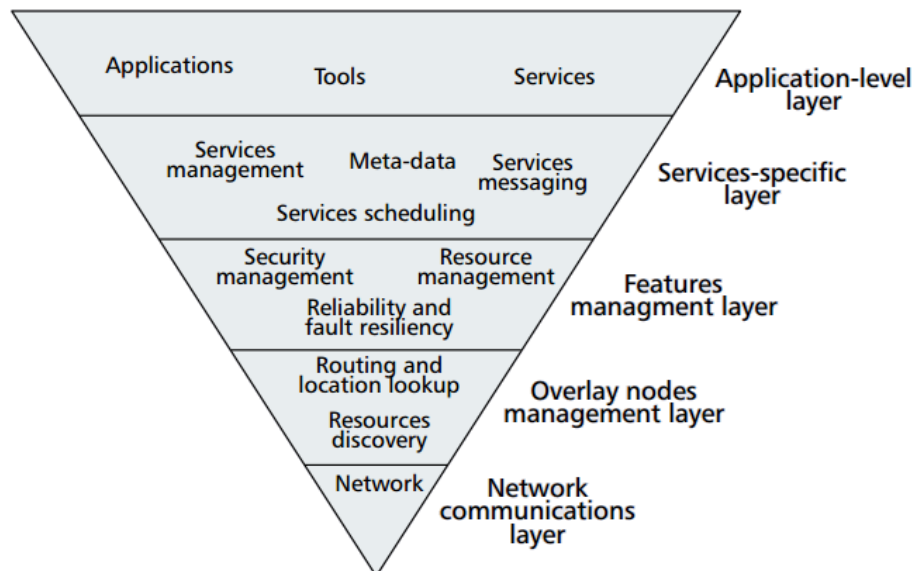 Applications
Tools
Services
Application-level
layer
Services
management
Meta-data
Services
messaging
Services scheduling
Services-specific
layer
Security
management
Resource
management
Reliability and
fault resiliency
Features
managment layer
Routing and
location lookup
Resources
discovery
Overlay nodes
management layer
Network
Network
communications
layer